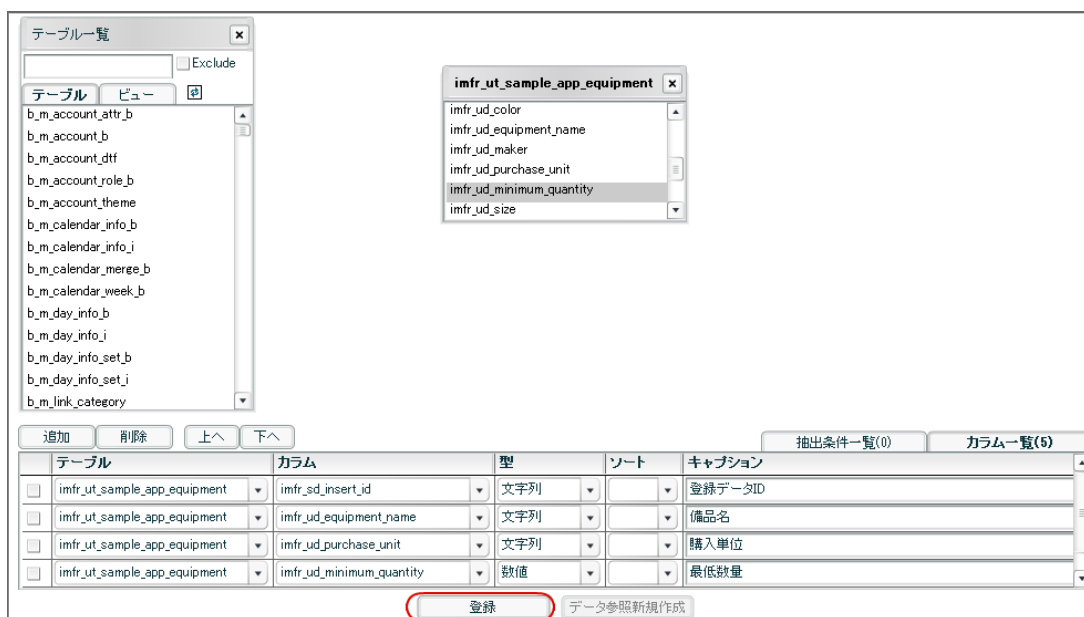 テーブル一覧
Exclude
テーブル ビュー
b_m_account_attr_b
b_m_account_b
b_m_account_dtf
b_m_account_role_b
b_m_account_theme
b_m_calendar_info_b
b_m_calendar_info_i
b_m_calendar_merge_b
b_m_calendar_week_b
b_m_day_info_b
b_m_day_info_i
b_m_day_info_set_b
b_m_day_info_set_i
b_m_link_category
imfr_ut_sample_app_equipment
imfr_ud_color
imfr_ud_equipment_name
imfr_ud_maker
imfr_ud_purchase_unit
imfr_ud_minimum_quantity
imfr_ud_size
追加 削除 上へ 下へ 抽出条件一覧(0) カラム一覧(5)
テーブル カラム 型 ソート キャプション
imfr_ut_sample_app_equipment imfr_sd_insert_id 文字列 登録データID
imfr_ut_sample_app_equipment imfr_ud_equipment_name 文字列 備品名
imfr_ut_sample_app_equipment imfr_ud_purchase_unit 文字列 購入単位
imfr_ut_sample_app_equipment imfr_ud_minimum_quantity 数値 最低数量
登録 データ参照新規作成